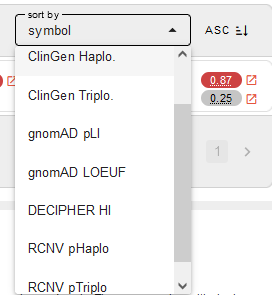 sort by
symbol
ASC
ClinGen Haplo.
0.87
ClinGen Triplo.
0.25
gnomAD pLI
1
gnomAD LOEUF
DECIPHER HI
RCNV pHaplo
RCNV pTriplo